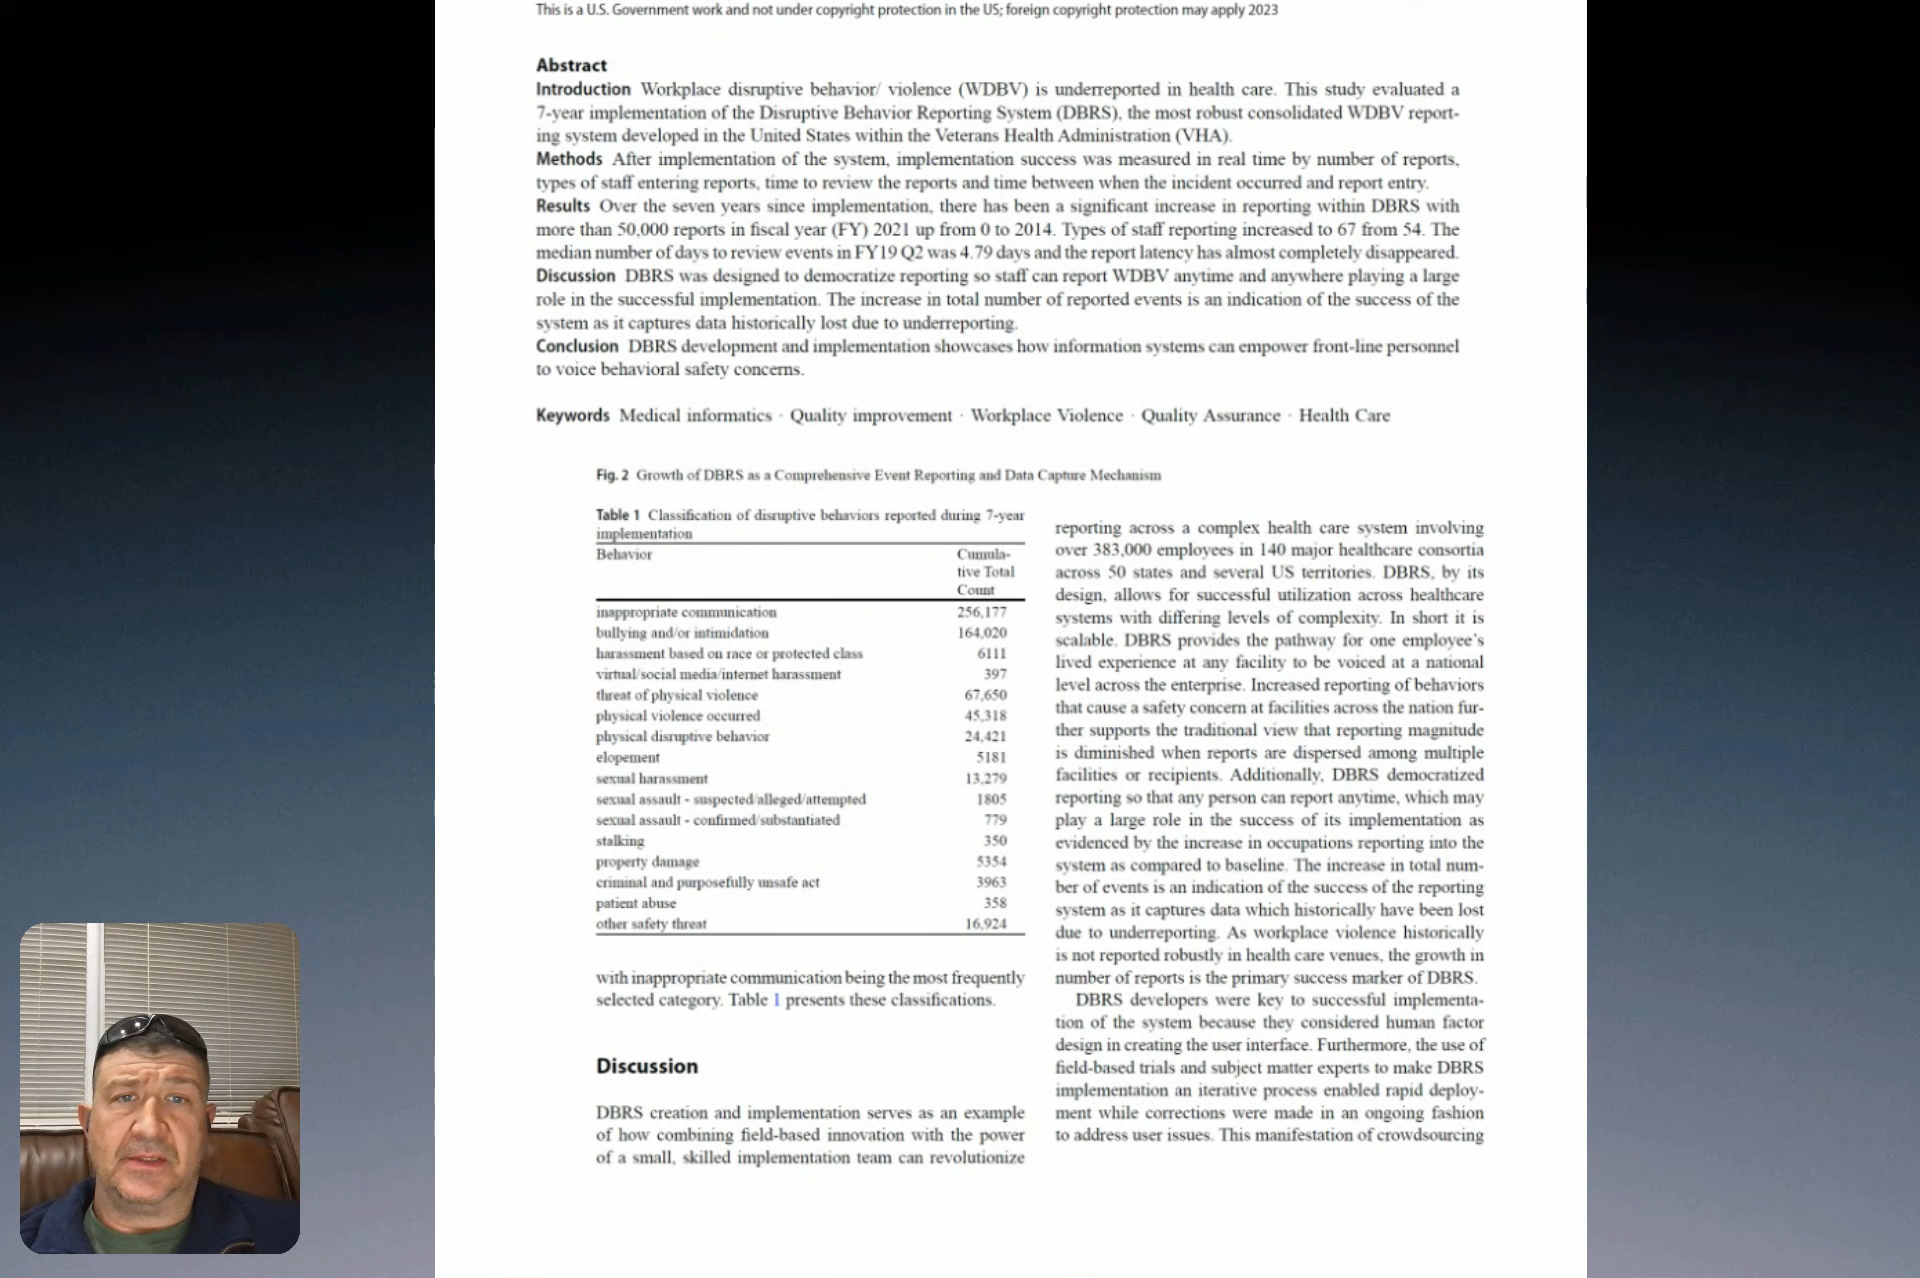 This is a U.S. Government work and not under copyright protection in the US; foreign copyright protection may apply 2023
Abstract
Introduction Workplace disruptive behavior/ violence (WDBV) is underreported in health care. This study evaluated a
7-year implementation of the Disruptive Behavior Reporting System (DBRS), the most robust consolidated WDBV report-
ing system developed in the United States within the Veterans Health Administration (VHA).
Methods After implementation of the system, implementation success was measured in real time by number of reports,
types of staff entering reports, time to review the reports and time between when the incident occurred and report entry.
Results Over the seven years since implementation, there has been a significant increase in reporting within DBRS with
more than 50,000 reports in fiscal year (FY) 2021 up from 0 to 2014. Types of staff reporting increased to 67 from 54. The
median number of days to review events in FY19 Q2 was 4.79 days and the report latency has almost completely disappeared.
Discussion DBRS was designed to democratize reporting so staff can report WDBV anytime and anywhere playing a large
role in the successful implementation. The increase in total number of reported events is an indication of the success of the
system as it captures data historically lost due to underreporting.
Conclusion DBRS development and implementation showcases how information systems can empower front-line personnel
to voice behavioral safety concerns.
Keywords Medical informatics · Quality improvement · Workplace Violence · Quality Assurance · Health Care
Fig. 2 Growth of DBRS as a Comprehensive Event Reporting and Data Capture Mechanism
Table 1 Classification of disruptive behaviors reported during 7-year
implementation
Behavior Cumula-
tive Total
Count
inappropriate communication 256,177
bullying and/or intimidation 164,020
harassment based on race or protected class 6111
virtual/social media/internet harassment 397
threat of physical violence 67,650
physical violence occurred 45,318
physical disruptive behavior 24,421
elopement 5181
sexual harassment 13,279
sexual assault - suspected/alleged/attempted 1805
sexual assault - confirmed/substantiated 779
stalking 350
property damage 5354
criminal and purposefully unsafe act 3963
patient abuse 358
other safety threat 16,924
with inappropriate communication being the most frequently
selected category. Table 1 presents these classifications.
Discussion
DBRS creation and implementation serves as an example
of how combining field-based innovation with the power
of a small, skilled implementation team can revolutionize
reporting across a complex health care system involving
over 383,000 employees in 140 major healthcare consortia
across 50 states and several US territories. DBRS, by its
design, allows for successful utilization across healthcare
systems with differing levels of complexity. In short it is
scalable. DBRS provides the pathway for one employee's
lived experience at any facility to be voiced at a national
level across the enterprise. Increased reporting of behaviors
that cause a safety concern at facilities across the nation fur-
ther supports the traditional view that reporting magnitude
is diminished when reports are dispersed among multiple
facilities or recipients. Additionally, DBRS democratized
reporting so that any person can report anytime, which may
play a large role in the success of its implementation as
evidenced by the increase in occupations reporting into the
system as compared to baseline. The increase in total num-
ber of events is an indication of the success of the reporting
system as it captures data which historically have been lost
due to underreporting. As workplace violence historically
is not reported robustly in health care venues, the growth in
number of reports is the primary success marker of DBRS.
DBRS developers were key to successful implementa-
tion of the system because they considered human factor
design in creating the user interface. Furthermore, the use of
field-based trials and subject matter experts to make DBRS
implementation an iterative process enabled rapid deploy-
ment while corrections were made in an ongoing fashion
to address user issues. This manifestation of crowdsourcing